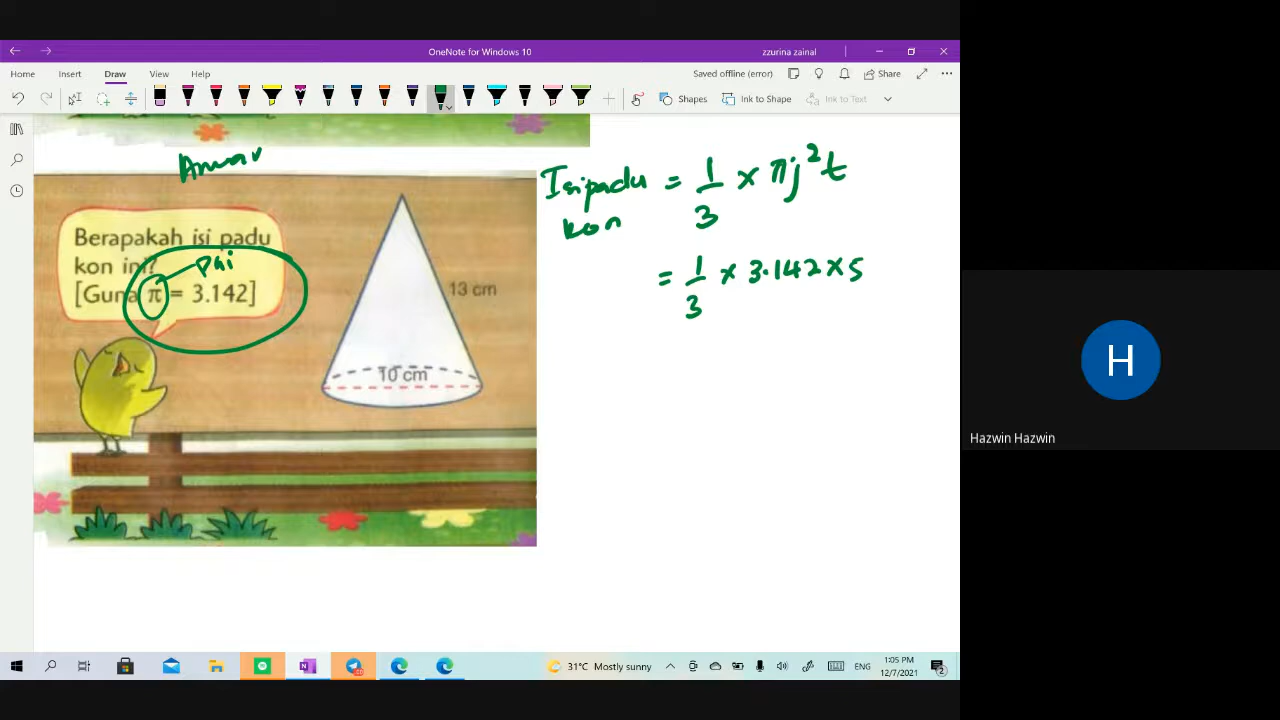 OneNote for Windows 10
zzurina zainal
Home Insert Draw View Help
Saved offline (error)
Share
Shapes
Ink to Shape
Ink to Text
Anwar
Berapakah isi padu
kon ini?
[Guna π = 3.142]
pai
13 cm
10 cm
Isipadu = 1/3 × πj²t
kon
= 1/3 × 3.142 × 5
H
Hazwin Hazwin
31°C Mostly sunny
ENG
1:05 PM
12/7/2021
2